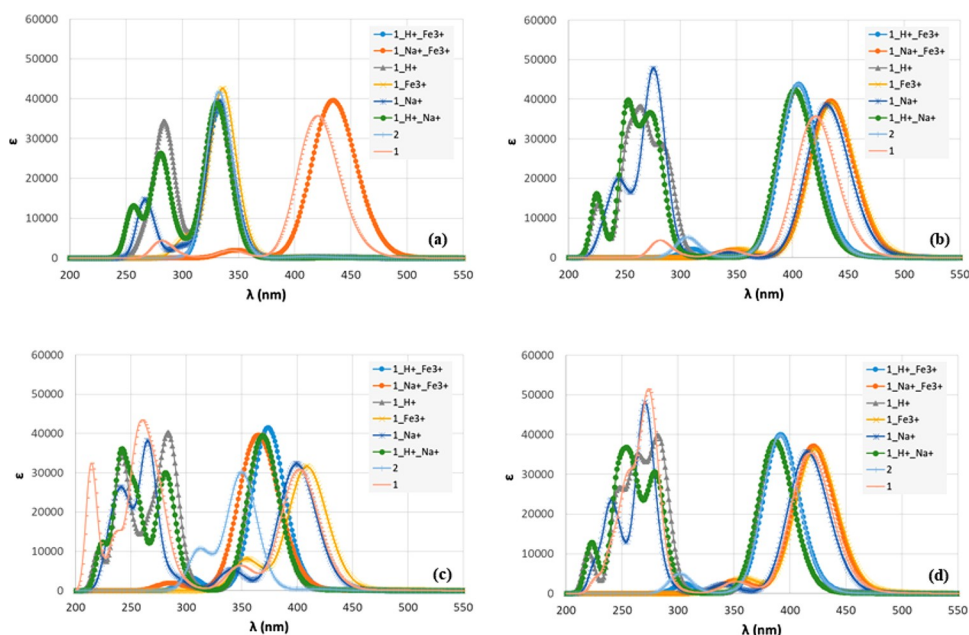 60000
50000
40000
30000
20000
10000
0
ε
200 250 300 350 400 450 500 550
λ (nm)
1_H+_Fe3+
1_Na+_Fe3+
1_H+
1_Fe3+
1_Na+
1_H+_Na+
2
1
(a)
60000
50000
40000
30000
20000
10000
0
ε
200 250 300 350 400 450 500 550
λ (nm)
1_H+_Fe3+
1_Na+_Fe3+
1_H+
1_Fe3+
1_Na+
1_H+_Na+
2
1
(b)
60000
50000
40000
30000
20000
10000
0
ε
200 250 300 350 400 450 500 550
λ (nm)
1_H+_Fe3+
1_Na+_Fe3+
1_H+
1_Fe3+
1_Na+
1_H+_Na+
2
1
(c)
60000
50000
40000
30000
20000
10000
0
ε
200 250 300 350 400 450 500 550
λ (nm)
1_H+_Fe3+
1_Na+_Fe3+
1_H+
1_Fe3+
1_Na+
1_H+_Na+
2
1
(d)